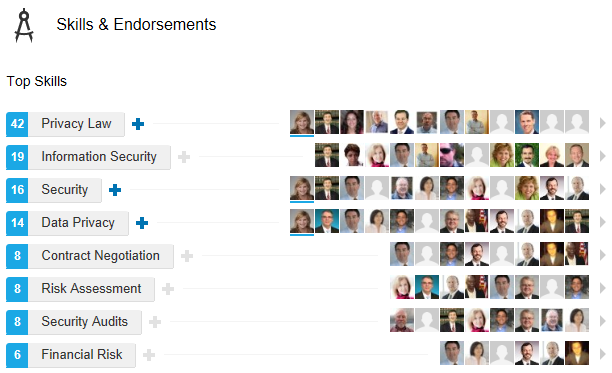 Skills & Endorsements
Top Skills
42 Privacy Law
19 Information Security
16 Security
14 Data Privacy
8 Contract Negotiation
8 Risk Assessment
8 Security Audits
6 Financial Risk